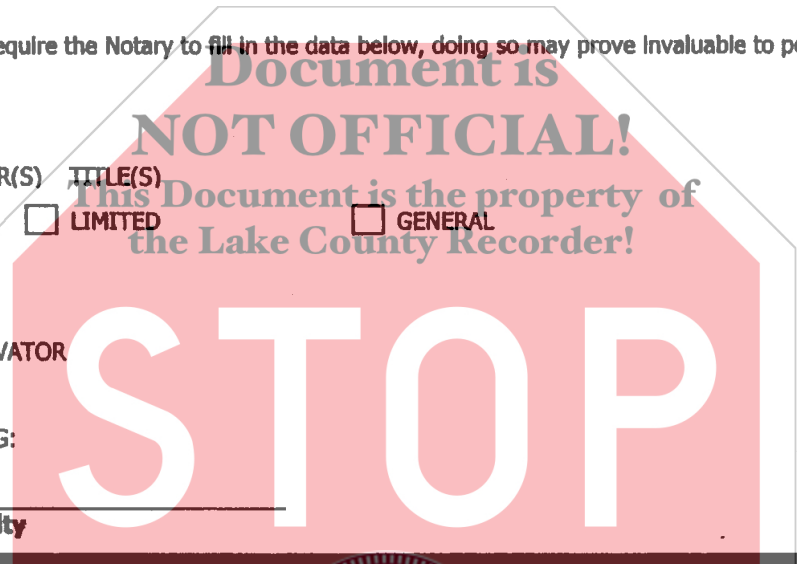 equire the Notary to fill in the data below, doing so may prove invaluable to pe
Document is
NOT OFFICIAL!
R(S) TITLE(S)
This Document is the property of
LIMITED GENERAL
the Lake County Recorder!
STOP
VATOR
G:
ity